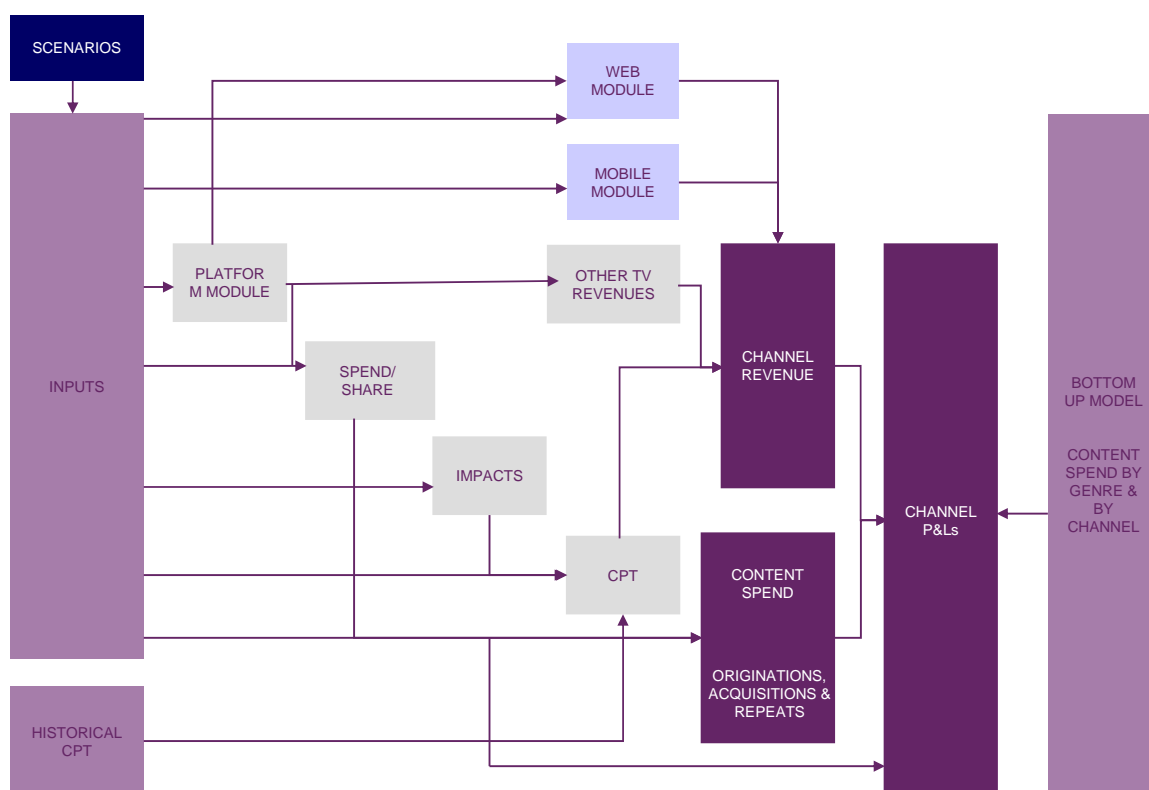 SCENARIOS
WEB
MODULE
MOBILE
MODULE
PLATFOR
M MODULE
OTHER TV
REVENUES
INPUTS
SPEND/
SHARE
CHANNEL
REVENUE
BOTTOM
UP MODEL
CONTENT
SPEND BY
GENRE &
BY
CHANNEL
IMPACTS
CHANNEL
P&Ls
CPT
CONTENT
SPEND
ORIGINATIONS,
ACQUISITIONS &
REPEATS
HISTORICAL
CPT